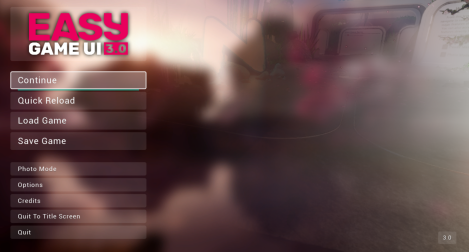 EASY
GAME UI 3.0
Continue
Quick Reload
Load Game
Save Game
Photo Mode
Options
Credits
Quit To Title Screen
Quit
3.0